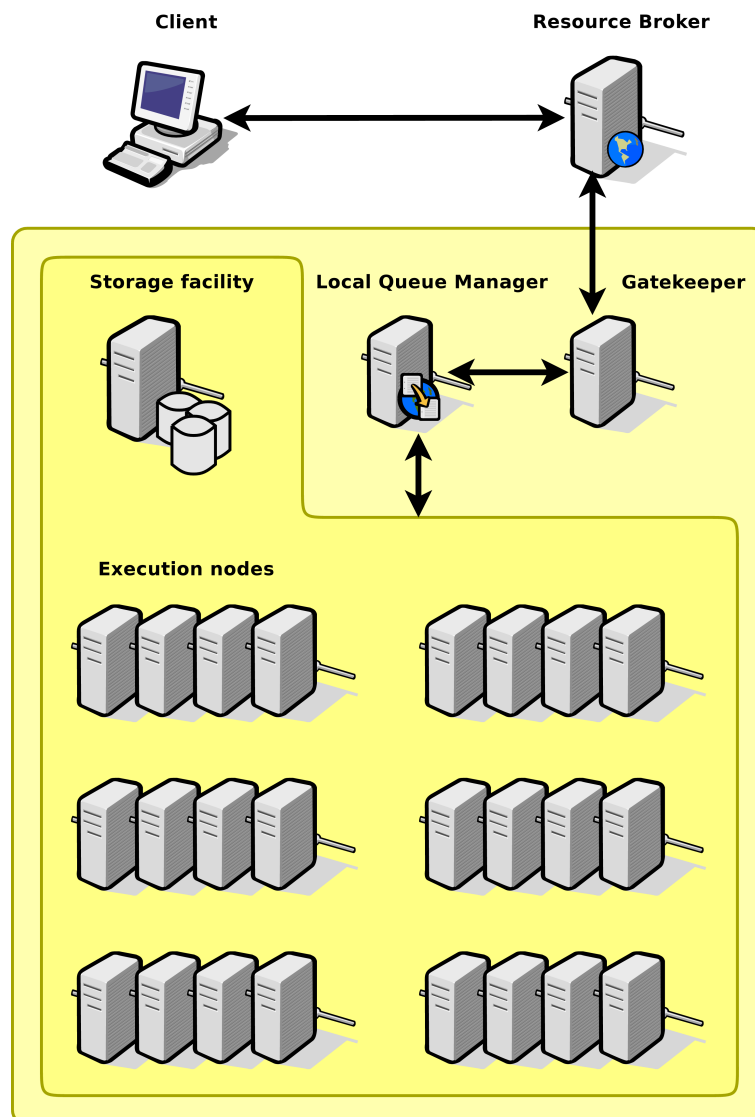 Client
Resource Broker
Storage facility
Local Queue Manager
Gatekeeper
Execution nodes